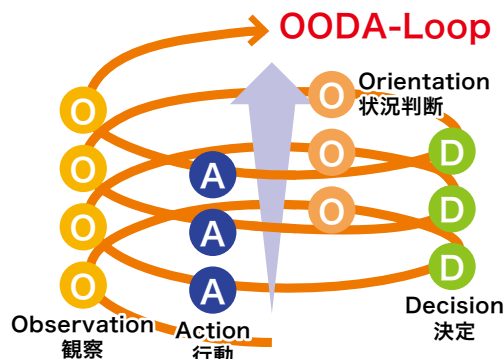 OODA-Loop
O
Orientation
状況判断
O
O
D
O
A
O
D
O
A
O
D
O
A
Observation
観察
Action
行動
Decision
決定